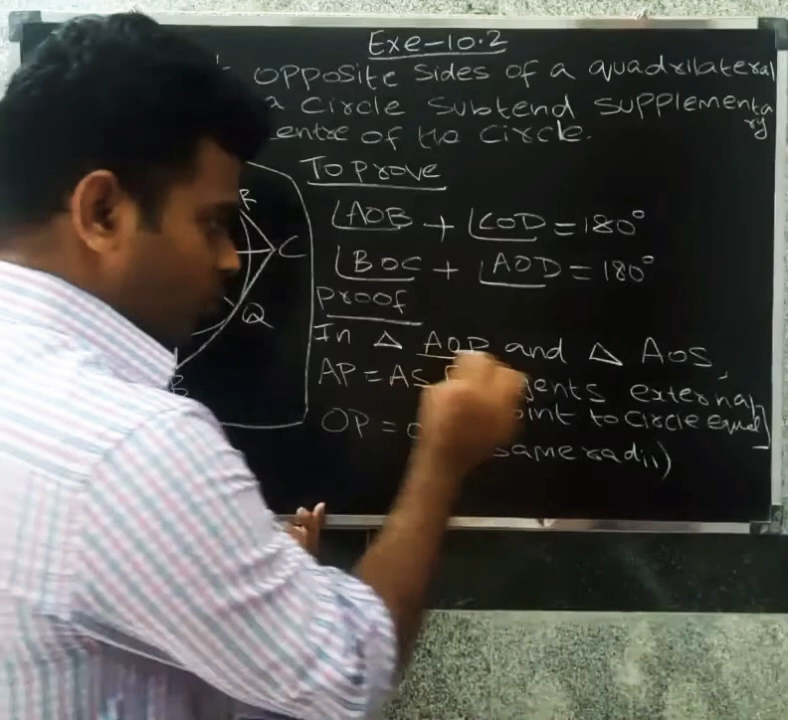 Exe-10.2
opposite sides of a quadrilateral
a circle subtend supplementa
ry
entre of the circle.
To prove
∠AOB + ∠COD = 180°
∠BOC + ∠AOD = 180°
proof
In △ AOP and △ AOS,
AP = AS gents external
OP = oint to circle equal]
same radii)
R
C
Q
B